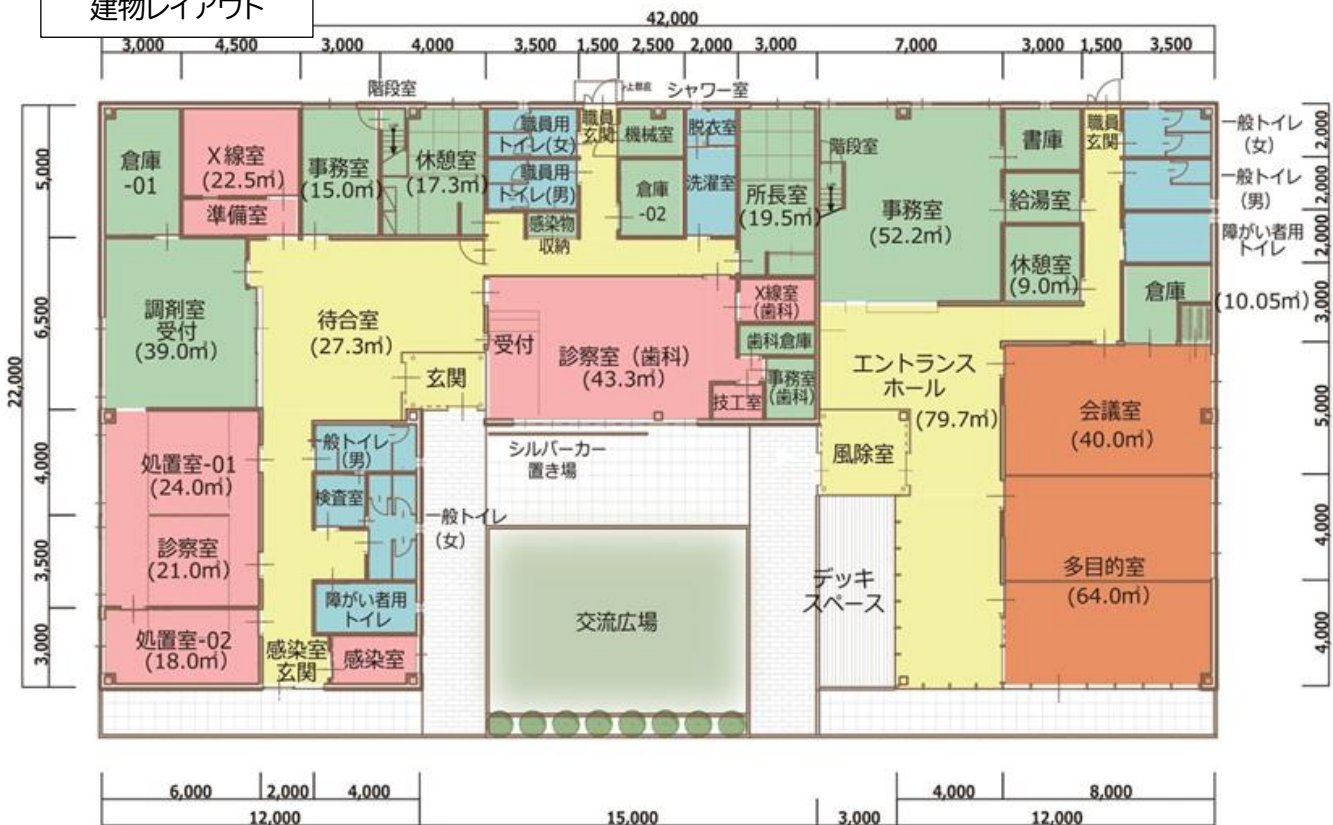 建物レイアウト
42,000
3,000 4,500 3,000 4,000 3,500 1,500 2,500 2,000 3,000 7,000 3,000 1,500 3,500
階段室
上部庇
シャワー室
22,000
5,000
6,500
4,000
3,500
3,000
倉庫
-01
X線室
(22.5㎡)
準備室
事務室
(15.0㎡)
休憩室
(17.3㎡)
職員用
トイレ(女)
職員用
トイレ(男)
感染物
収納
職員
玄関
機械室
倉庫
-02
脱衣室
洗濯室
所長室
(19.5㎡)
階段室
事務室
(52.2㎡)
書庫
給湯室
休憩室
(9.0㎡)
職員
玄関
一般トイレ
(女)
一般トイレ
(男)
障がい者用
トイレ
倉庫
(10.05㎡)
2,000
2,000
2,000
3,000
5,000
4,000
4,000
調剤室
受付
(39.0㎡)
待合室
(27.3㎡)
玄関
受付
診察室(歯科)
(43.3㎡)
X線室
(歯科)
歯科倉庫
事務室
(歯科)
技工室
エントランス
ホール
(79.7㎡)
風除室
会議室
(40.0㎡)
多目的室
(64.0㎡)
処置室-01
(24.0㎡)
診察室
(21.0㎡)
処置室-02
(18.0㎡)
一般トイレ
(男)
検査室
一般トイレ
(女)
障がい者用
トイレ
感染室
玄関
感染室
シルバーカー
置き場
交流広場
デッキ
スペース
6,000 2,000 4,000 4,000 8,000
12,000 15,000 3,000 12,000